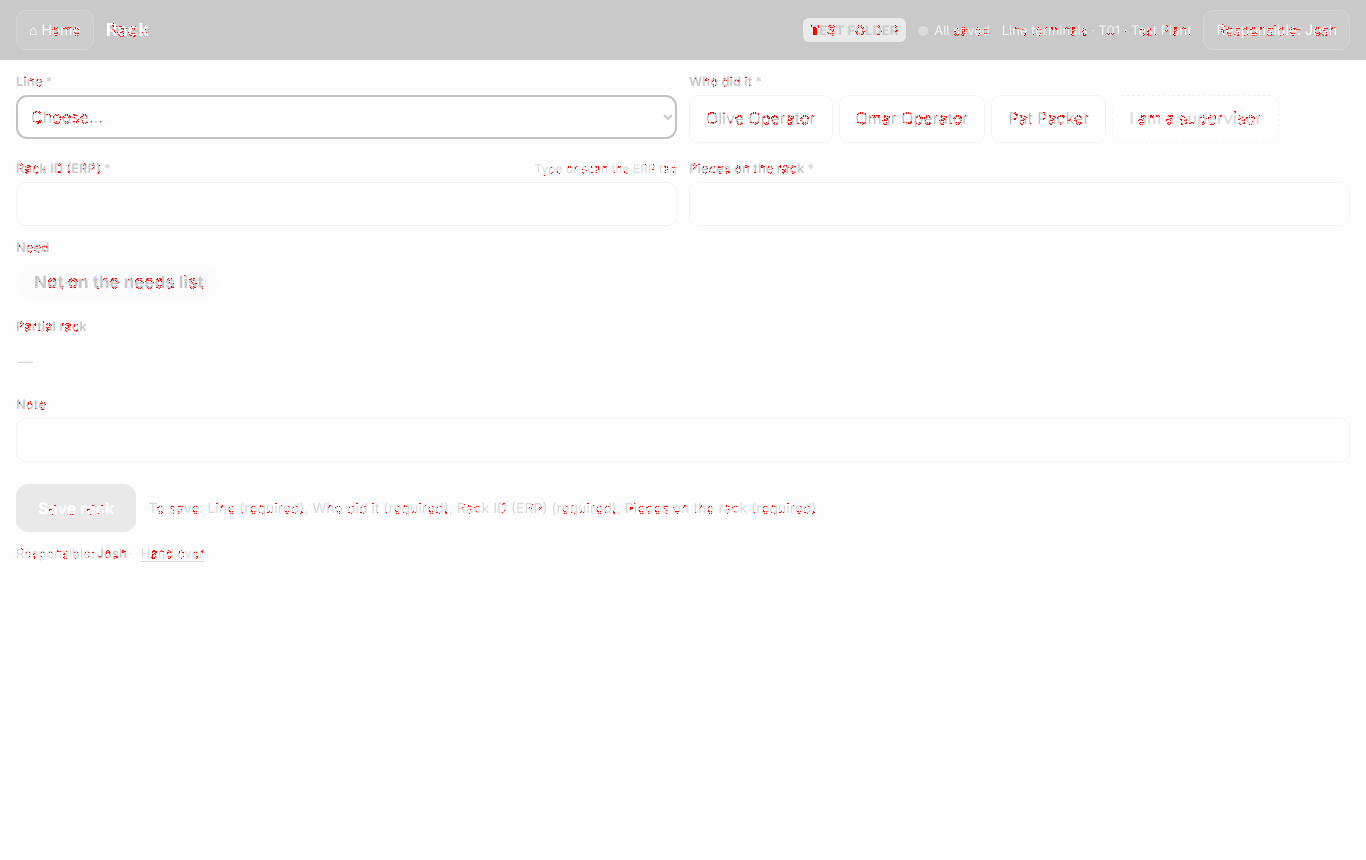 ⌂ Home Rack TEST FOLDER All saved Line terminals · T01 · Test Plant Responsible: Josh
Line * Who did it *
Choose... Olive Operator Omar Operator Pat Packer I am a supervisor
Rack ID (ERP) * Type or scan the ERP tag Pieces on the rack *
Need
Not on the needs list
Partial rack
—
Note
Save rack To save: Line (required), Who did it (required), Rack ID (ERP) (required), Pieces on the rack (required)
Responsible: Josh · Hand over